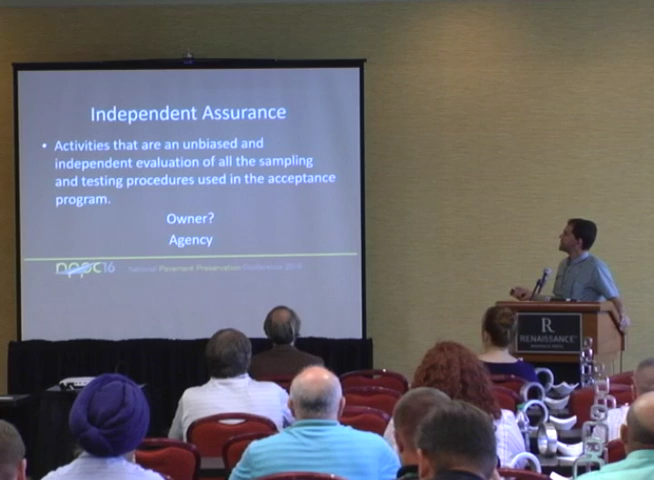 Independent Assurance
• Activities that are an unbiased and
independent evaluation of all the sampling
and testing procedures used in the acceptance
program.
Owner?
Agency
nppc16 National Pavement Preservation Conference 2016
R
RENAISSANCE